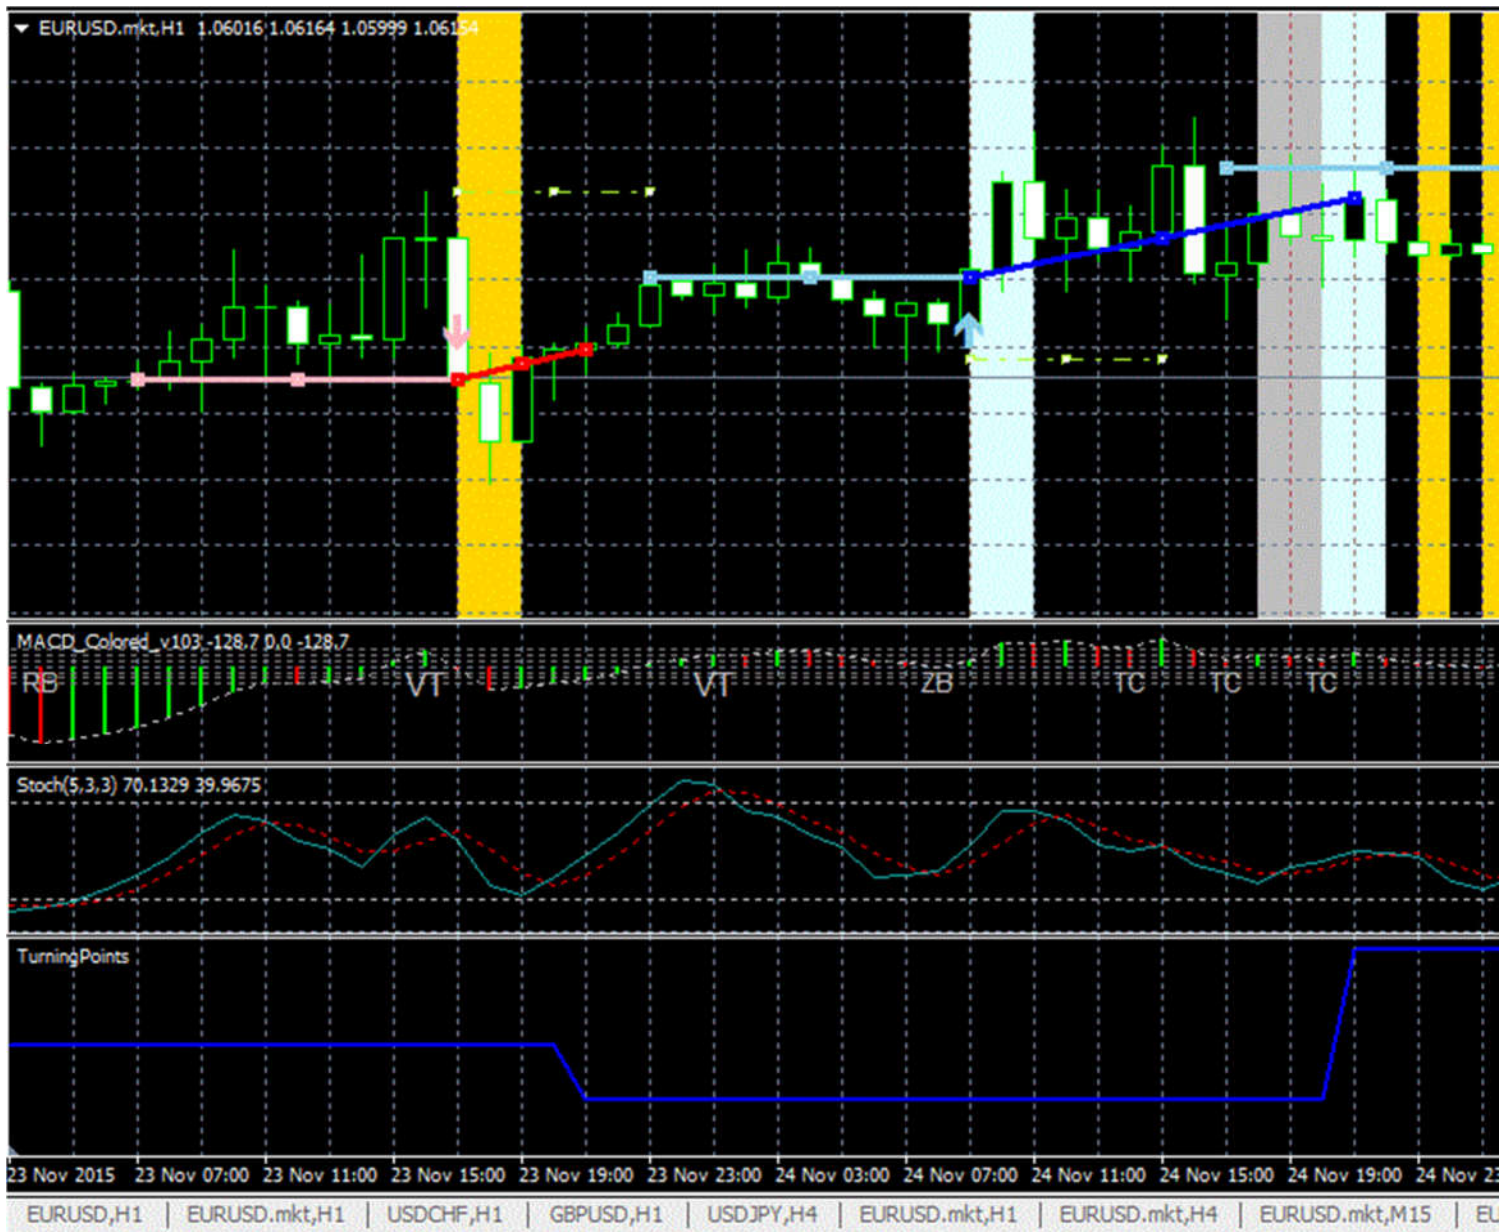 EURUSD.mkt,H1 1.06016 1.06164 1.05999 1.06154
MACD_Colored_v103 -128.7 0.0 -128.7
RB VT VT ZB TC TC TC
Stoch(5,3,3) 70.1329 39.9675
TurningPoints
23 Nov 2015 23 Nov 07:00 23 Nov 11:00 23 Nov 15:00 23 Nov 19:00 23 Nov 23:00 24 Nov 03:00 24 Nov 07:00 24 Nov 11:00 24 Nov 15:00 24 Nov 19:00 24 Nov 23
EURUSD,H1 EURUSD.mkt,H1 USDCHF,H1 GBPUSD,H1 USDJPY,H4 EURUSD.mkt,H1 EURUSD.mkt,H4 EURUSD.mkt,M15 EU